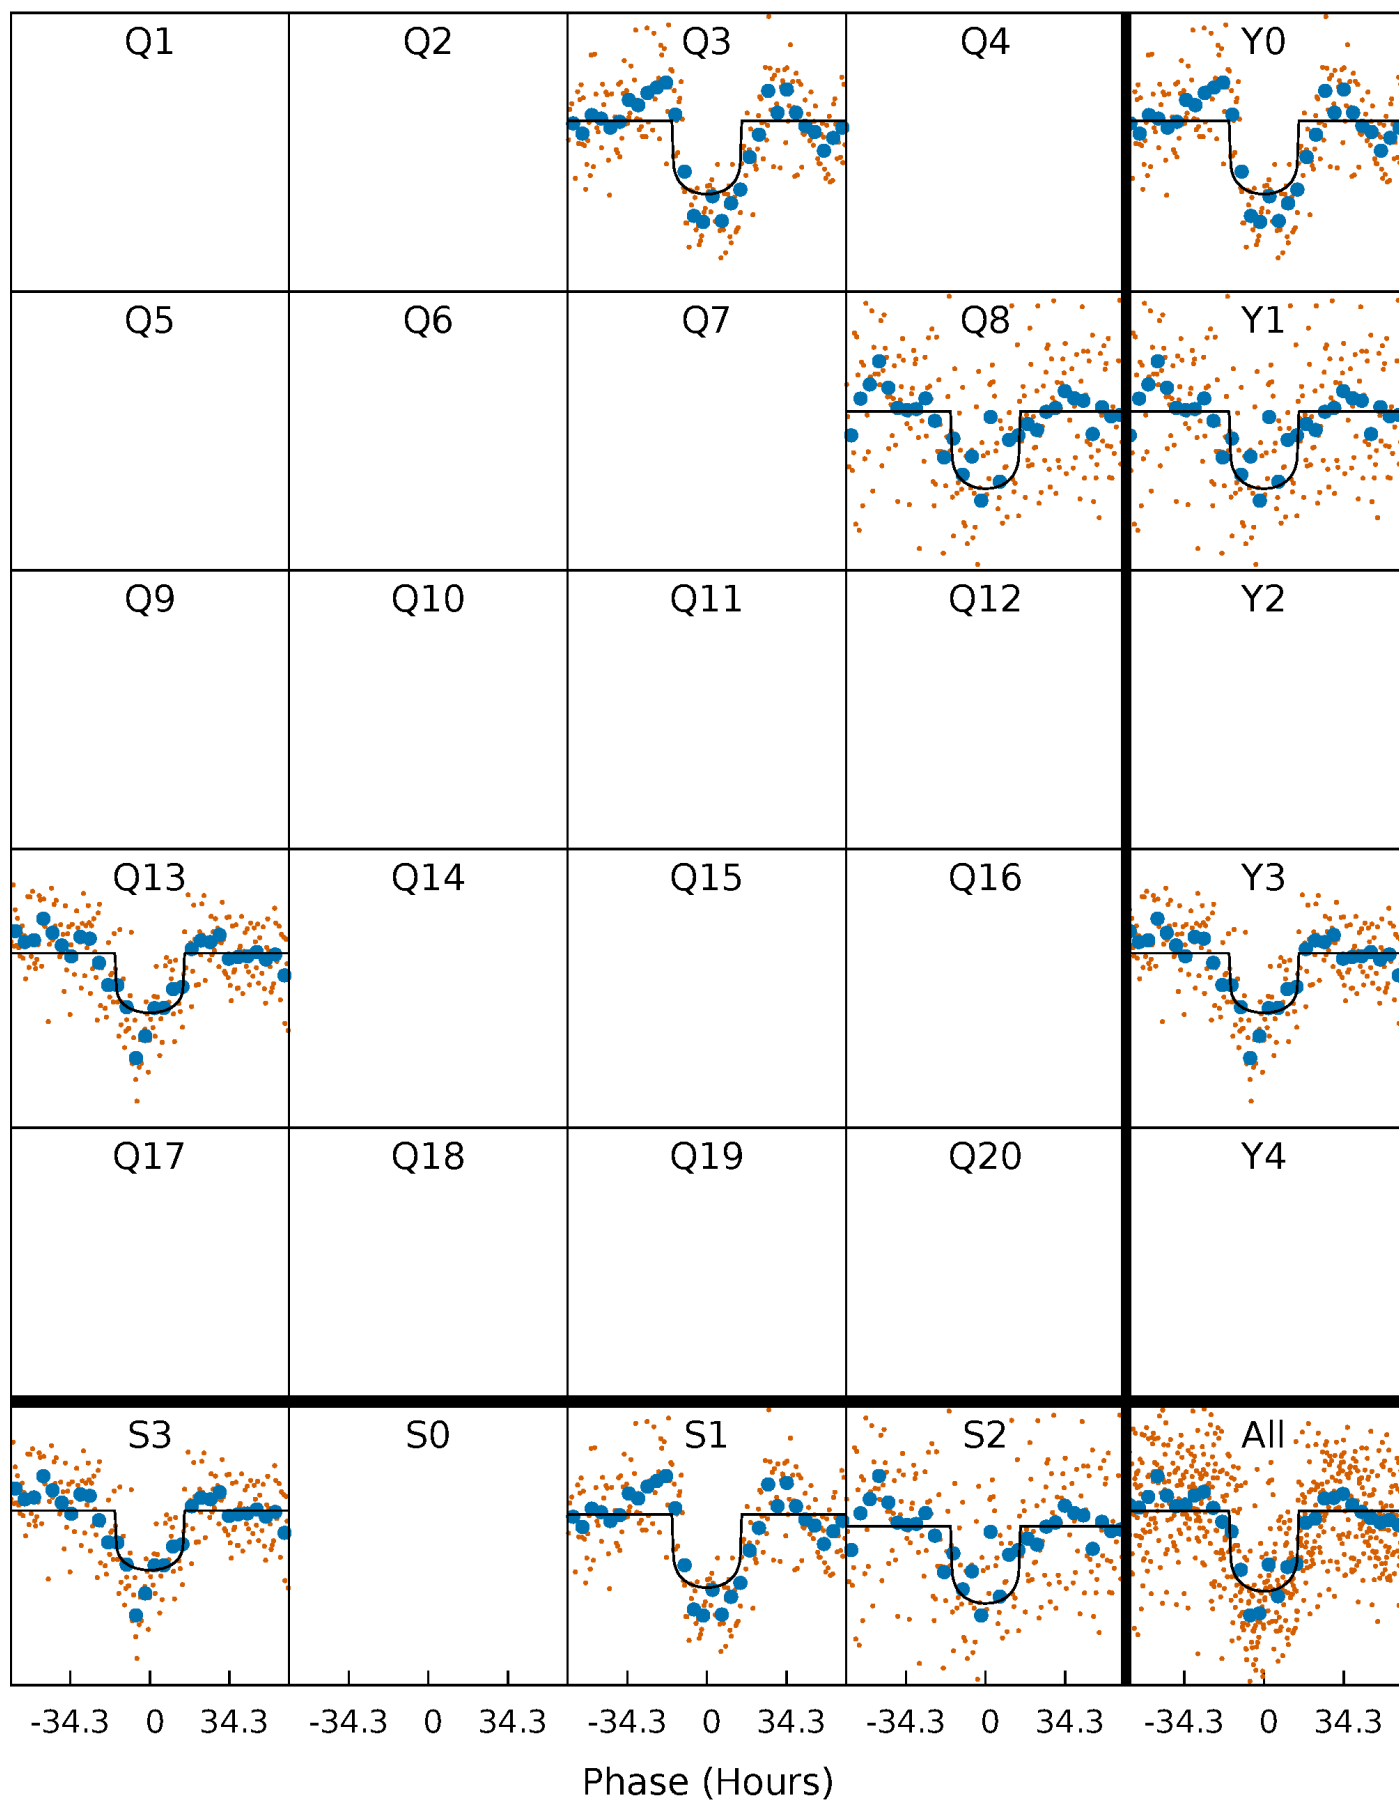 Q1 Q2 Q3 Q4 Y0
Q5 Q6 Q7 Q8 Y1
Q9 Q10 Q11 Q12 Y2
Q13 Q14 Q15 Q16 Y3
Q17 Q18 Q19 Q20 Y4
S3 S0 S1 S2 All
-34.3 0 34.3 -34.3 0 34.3 -34.3 0 34.3 -34.3 0 34.3 -34.3 0 34.3
Phase (Hours)